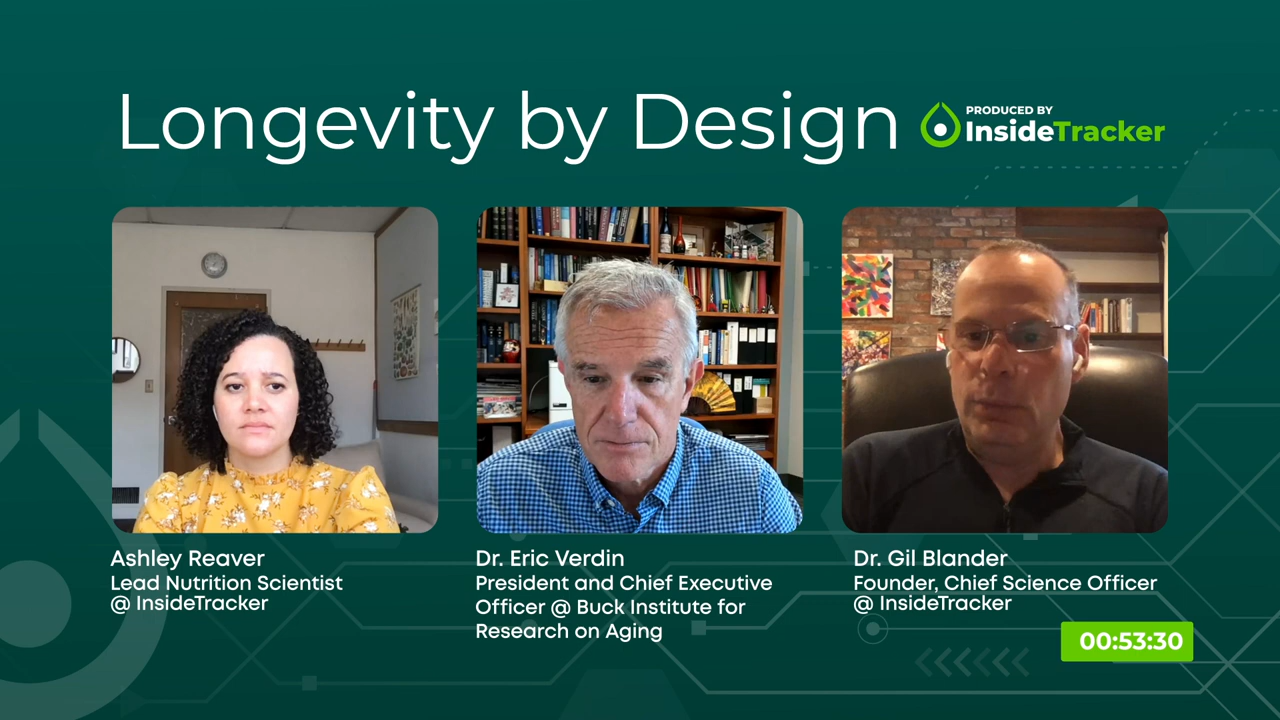 Longevity by Design
PRODUCED BY
InsideTracker
Ashley Reaver
Lead Nutrition Scientist
@ InsideTracker
Dr. Eric Verdin
President and Chief Executive
Officer @ Buck Institute for
Research on Aging
Dr. Gil Blander
Founder, Chief Science Officer
@ InsideTracker
00:53:30